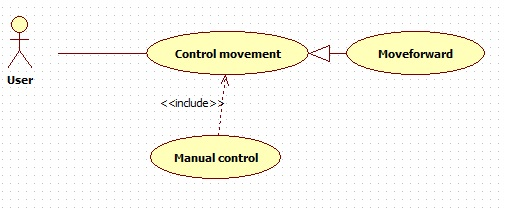 Control movement
Moveforward
User
<<include>>
Manual control